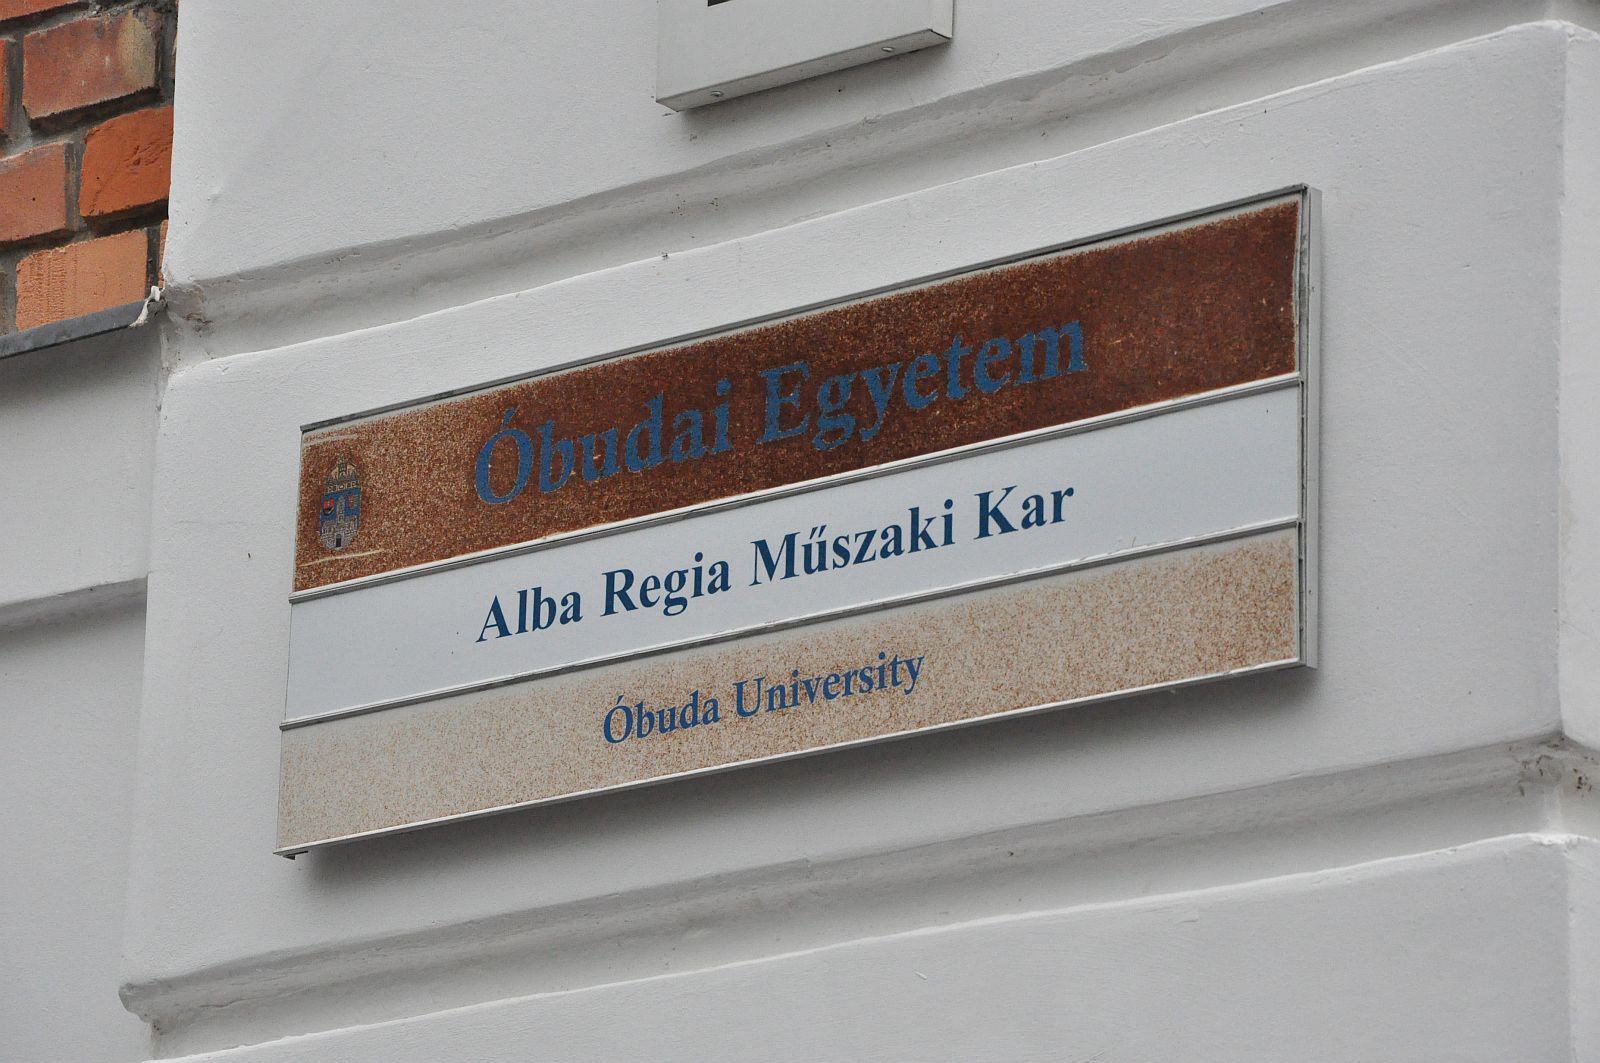 Óbudai Egyetem
Alba Regia Műszaki Kar
Óbuda University